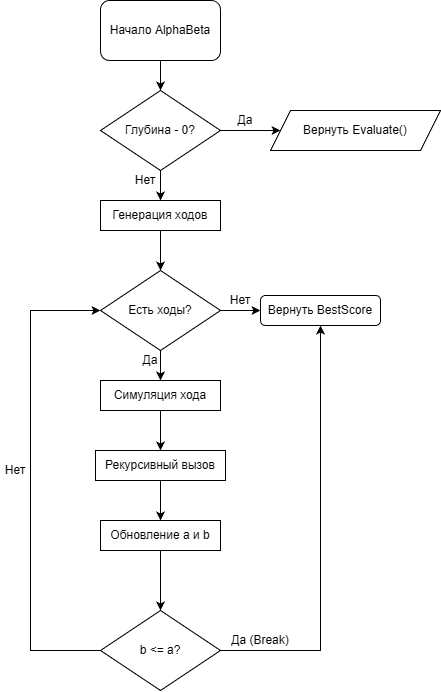 Начало AlphaBeta
Глубина - 0?
Да
Вернуть Evaluate()
Нет
Генерация ходов
Есть ходы?
Нет
Вернуть BestScore
Да
Симуляция хода
Рекурсивный вызов
Нет
Обновление a и b
b <= a?
Да (Break)